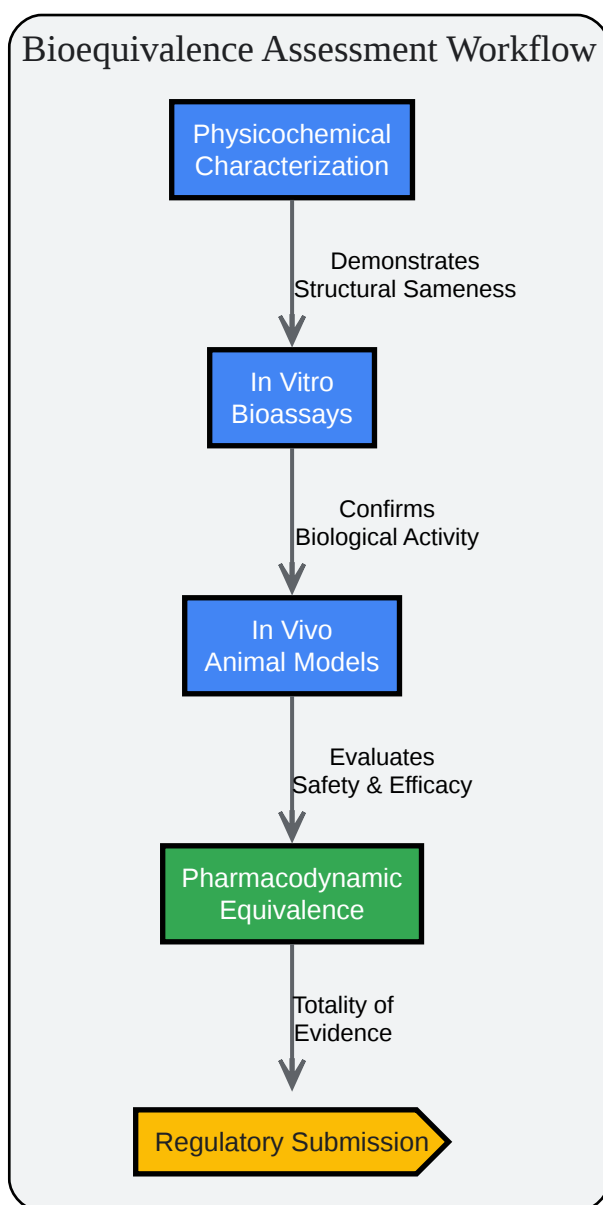 Bioequivalence Assessment Workflow
Physicochemical
Characterization
Demonstrates
Structural Sameness
In Vitro
Bioassays
Confirms
Biological Activity
In Vivo
Animal Models
Evaluates
Safety & Efficacy
Pharmacodynamic
Equivalence
Totality of
Evidence
Regulatory Submission